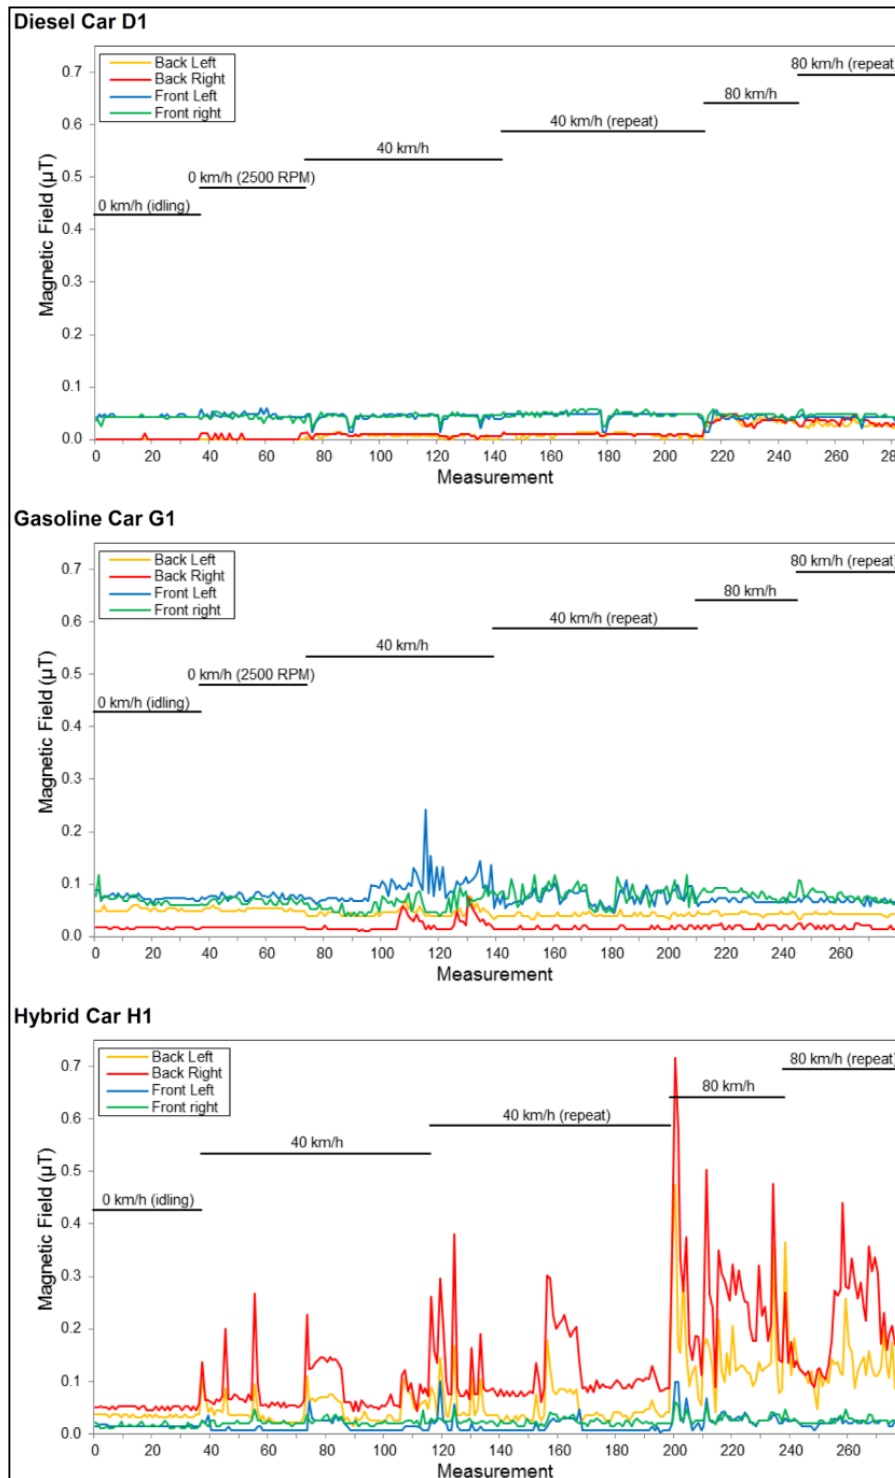 Diesel Car D1
Back Left
Back Right
Front Left
Front right
0 km/h (idling)
0 km/h (2500 RPM)
40 km/h
40 km/h (repeat)
80 km/h
80 km/h (repeat)
Magnetic Field (µT)
0.7
0.6
0.5
0.4
0.3
0.2
0.1
0.0
0 20 40 60 80 100 120 140 160 180 200 220 240 260 280
Measurement
Gasoline Car G1
Back Left
Back Right
Front Left
Front right
0 km/h (idling)
0 km/h (2500 RPM)
40 km/h
40 km/h (repeat)
80 km/h
80 km/h (repeat)
Magnetic Field (µT)
0.7
0.6
0.5
0.4
0.3
0.2
0.1
0.0
0 20 40 60 80 100 120 140 160 180 200 220 240 260
Measurement
Hybrid Car H1
Back Left
Back Right
Front Left
Front right
0 km/h (idling)
40 km/h
40 km/h (repeat)
80 km/h
80 km/h (repeat)
Magnetic Field (µT)
0.7
0.6
0.5
0.4
0.3
0.2
0.1
0.0
0 20 40 60 80 100 120 140 160 180 200 220 240 260
Measurement